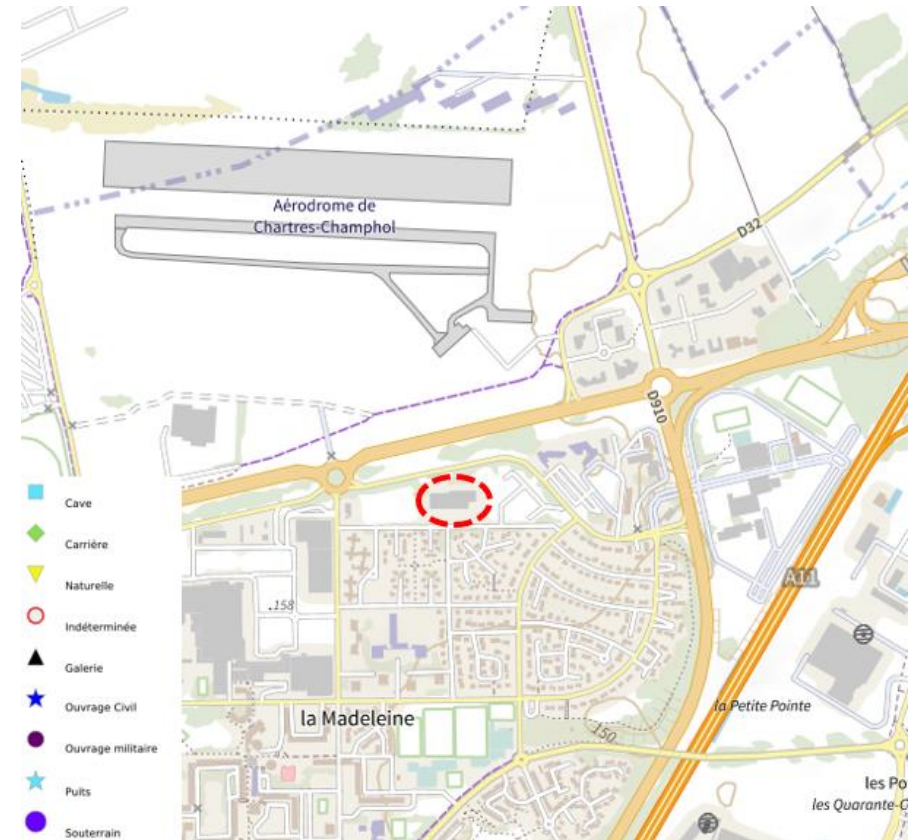 Aérodrome de
Chartres-Champhol
D32
D910
A11
Cave
Carrière
Naturelle
Indéterminée
Galerie
Ouvrage Civil
Ouvrage militaire
Puits
Souterrain
.158
la Madeleine
150
la Petite Pointe
les Po
les Quarante-